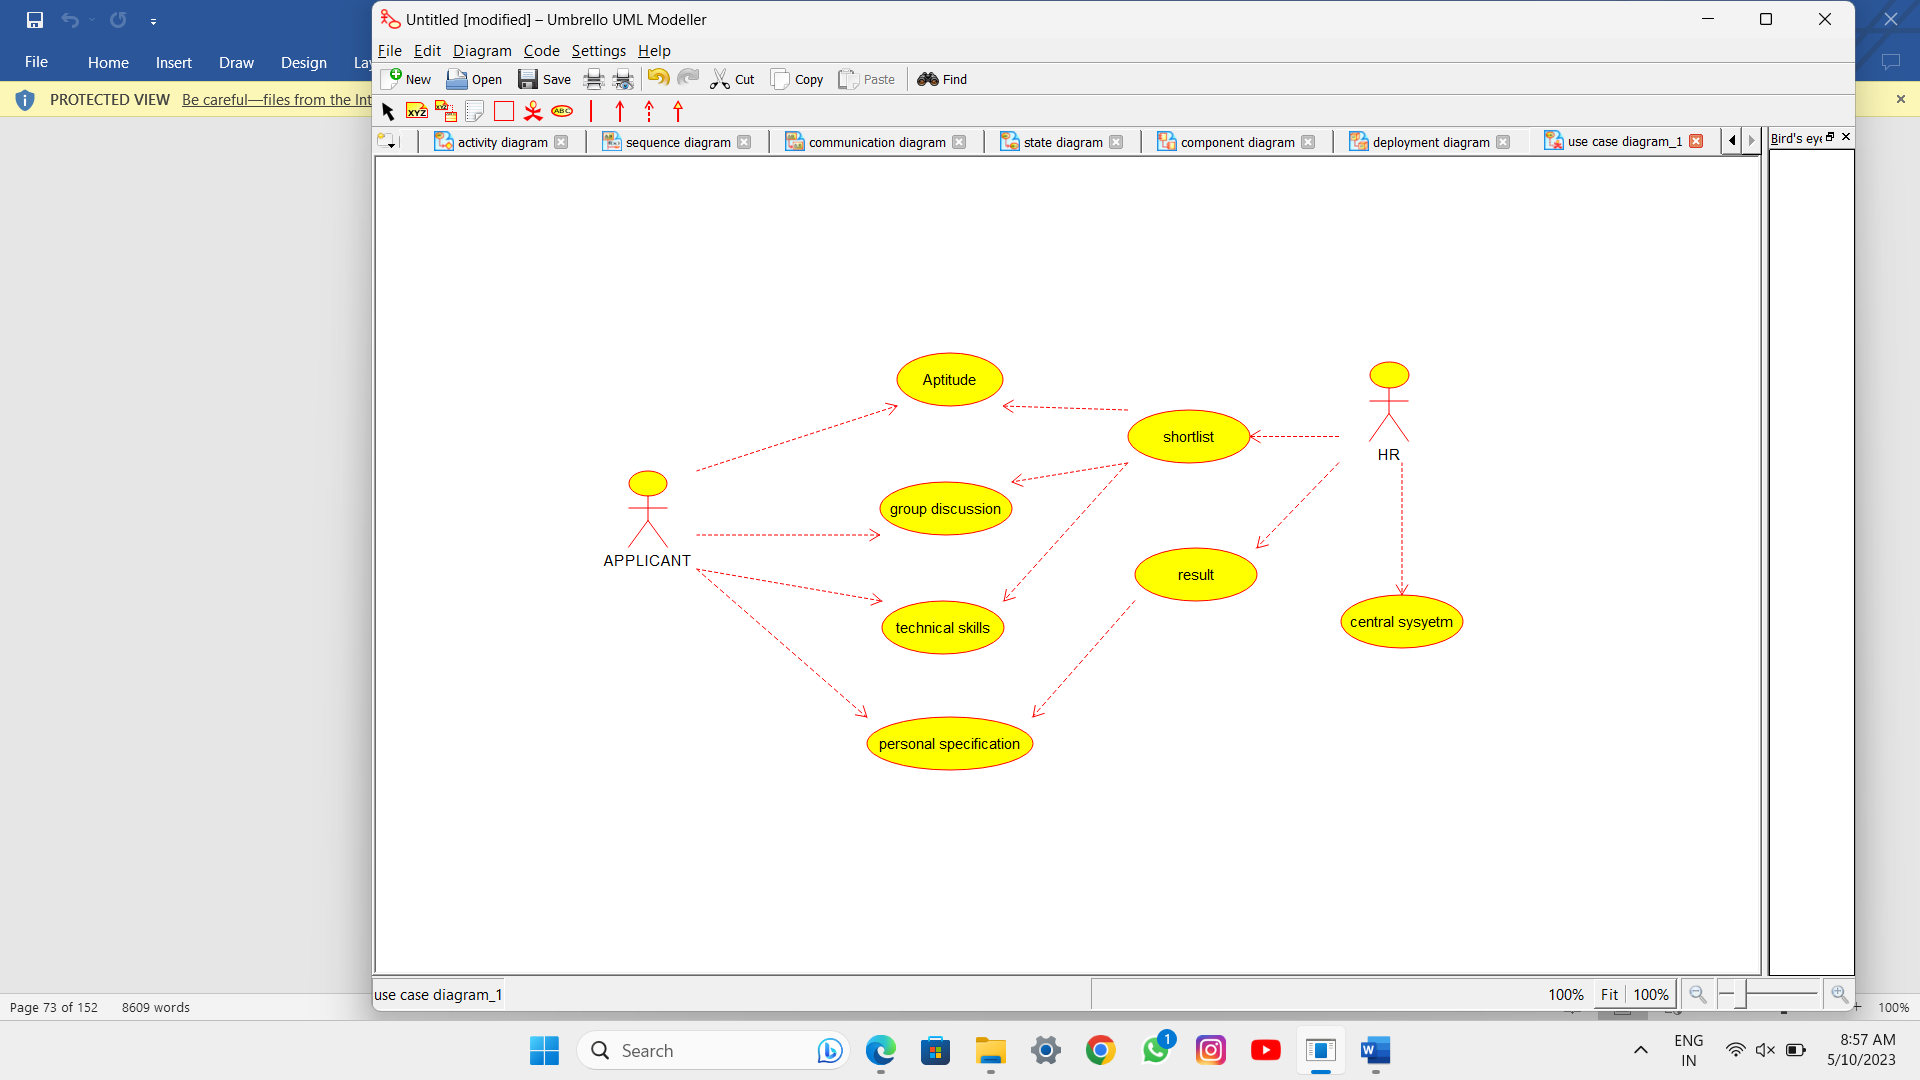 Untitled [modified] – Umbrello UML Modeller
File Edit Diagram Code Settings Help
File Home Insert Draw Design
New Open Save Cut Copy Paste Find
PROTECTED VIEW Be careful—files from the Int
XYZ XYZ ABC
activity diagram sequence diagram communication diagram state diagram component diagram deployment diagram use case diagram_1
Bird's eye
Aptitude
shortlist
HR
group discussion
APPLICANT
result
central sysyetm
technical skills
personal specification
use case diagram_1
100% Fit 100%
Page 73 of 152 8609 words
100%
Search
1
W
ENG
IN
8:57 AM
5/10/2023